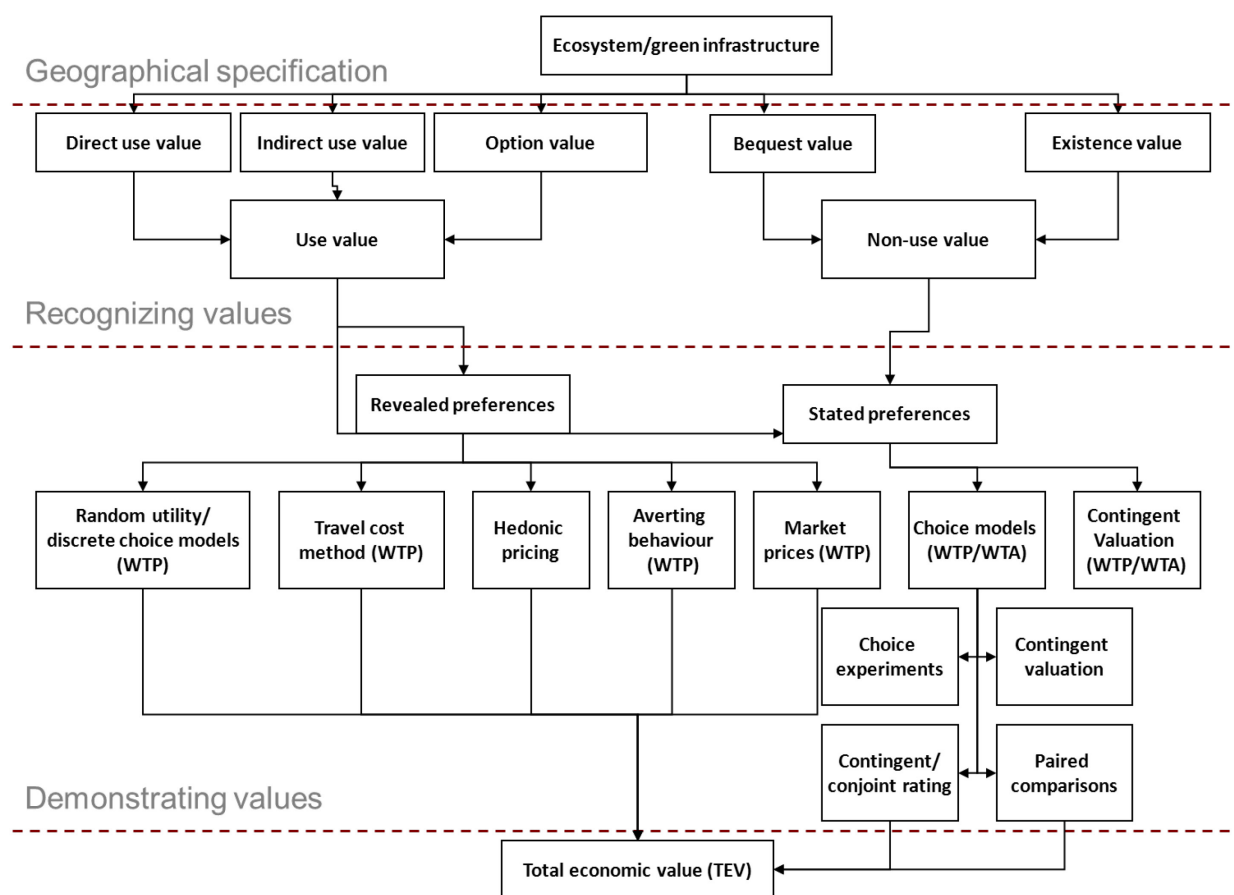 Ecosystem/green infrastructure
Geographical specification
Direct use value
Indirect use value
Option value
Bequest value
Existence value
Use value
Non-use value
Recognizing values
Revealed preferences
Stated preferences
Random utility/
discrete choice models
(WTP)
Travel cost
method (WTP)
Hedonic
pricing
Averting
behaviour
(WTP)
Market
prices (WTP)
Choice models
(WTP/WTA)
Contingent
Valuation
(WTP/WTA)
Choice
experiments
Contingent
valuation
Contingent/
conjoint rating
Paired
comparisons
Demonstrating values
Total economic value (TEV)